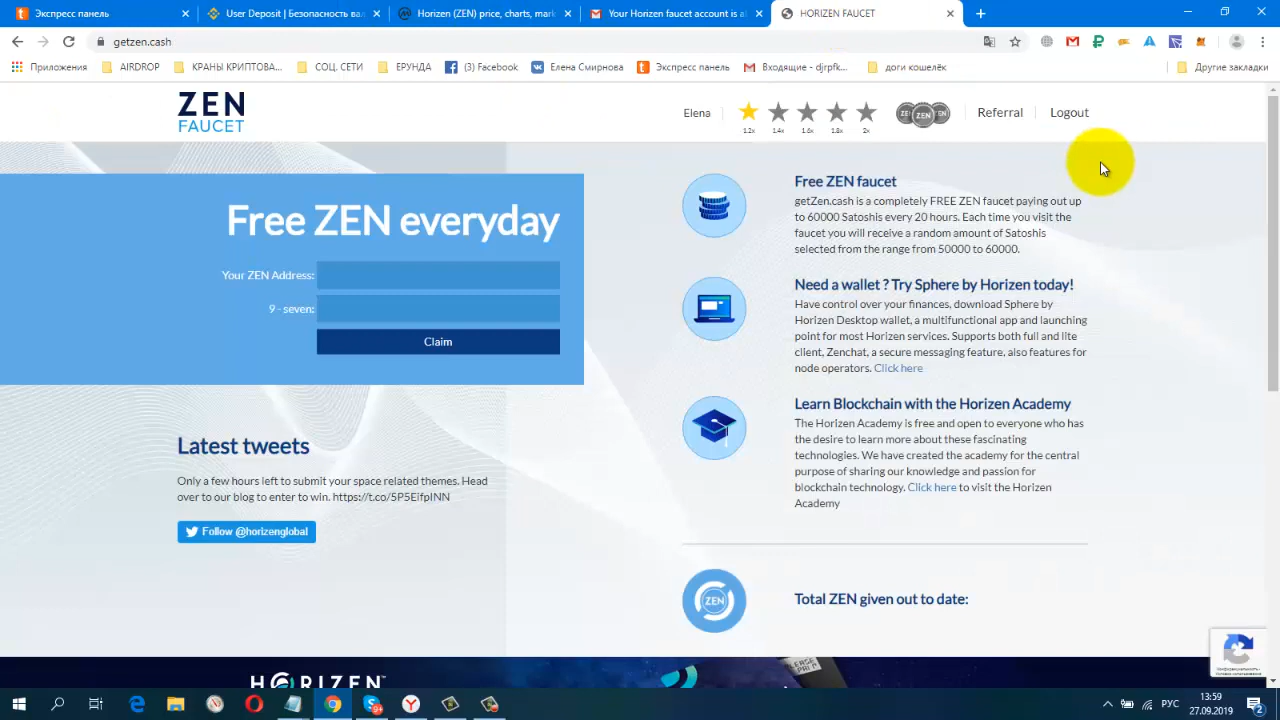 Экспресс панель
User Deposit | Безопасность вал
Horizen (ZEN) price, charts, mark
Your Horizen faucet account is al
HORIZEN FAUCET
getzen.cash
Приложения
AIRDROP
КРАНЫ КРИПТОВА...
СОЦ. СЕТИ
ЕРУНДА
(3) Facebook
Елена Смирнова
Экспресс панель
Входящие - djrpfk...
доги кошелёк
Другие закладки
ZEN
FAUCET
Elena
1.2x
1.4x
1.6x
1.8x
2x
ZEN
Referral
Logout
Free ZEN everyday
Your ZEN Address:
9 - seven:
Claim
Latest tweets
Only a few hours left to submit your space related themes. Head
over to our blog to enter to win. https://t.co/5P5EIfpINN
Follow @horizenglobal
Free ZEN faucet
getZen.cash is a completely FREE ZEN faucet paying out up
to 60000 Satoshis every 20 hours. Each time you visit the
faucet you will receive a random amount of Satoshis
selected from the range from 50000 to 60000.
Need a wallet ? Try Sphere by Horizen today!
Have control over your finances, download Sphere by
Horizen Desktop wallet, a multifunctional app and launching
point for most Horizen services. Supports both full and lite
client, Zenchat, a secure messaging feature, also features for
node operators. Click here
Learn Blockchain with the Horizen Academy
The Horizen Academy is free and open to everyone who has
the desire to learn more about these fascinating
technologies. We have created the academy for the central
purpose of sharing our knowledge and passion for
blockchain technology. Click here to visit the Horizen
Academy
ZEN
Total ZEN given out to date:
HORIZEN
РУС
13:59
27.09.2019